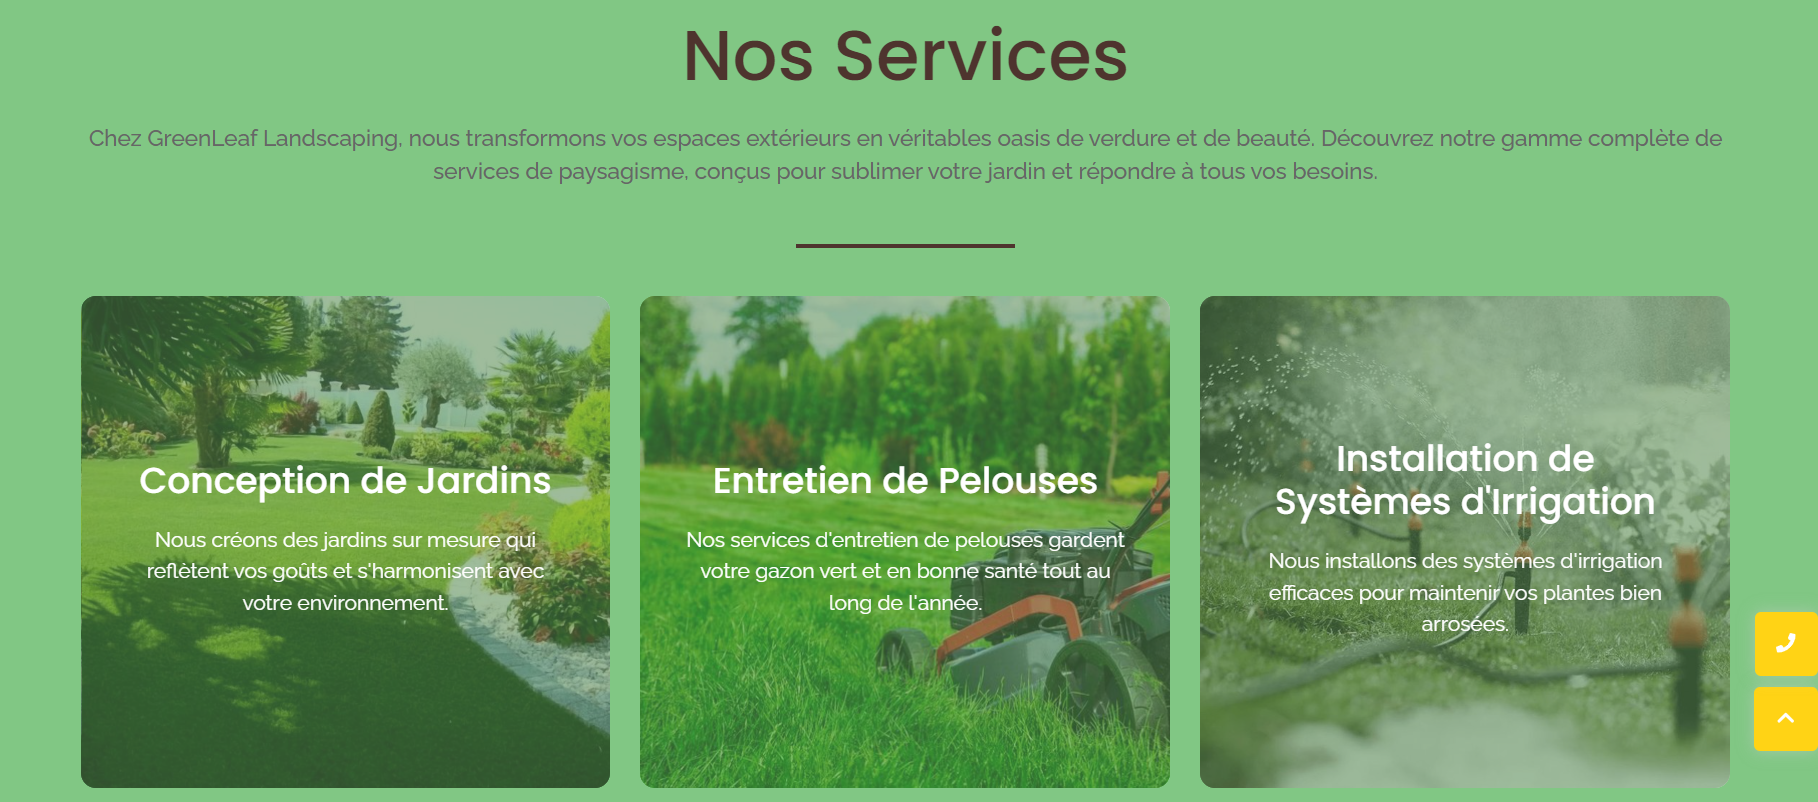 Nos Services
Chez GreenLeaf Landscaping, nous transformons vos espaces extérieurs en véritables oasis de verdure et de beauté. Découvrez notre gamme complète de
services de paysagisme, conçus pour sublimer votre jardin et répondre à tous vos besoins.
Conception de Jardins
Nous créons des jardins sur mesure qui
reflètent vos goûts et s'harmonisent avec
votre environnement.
Entretien de Pelouses
Nos services d'entretien de pelouses gardent
votre gazon vert et en bonne santé tout au
long de l'année.
Installation de
Systèmes d'Irrigation
Nous installons des systèmes d'irrigation
efficaces pour maintenir vos plantes bien
arrosées.